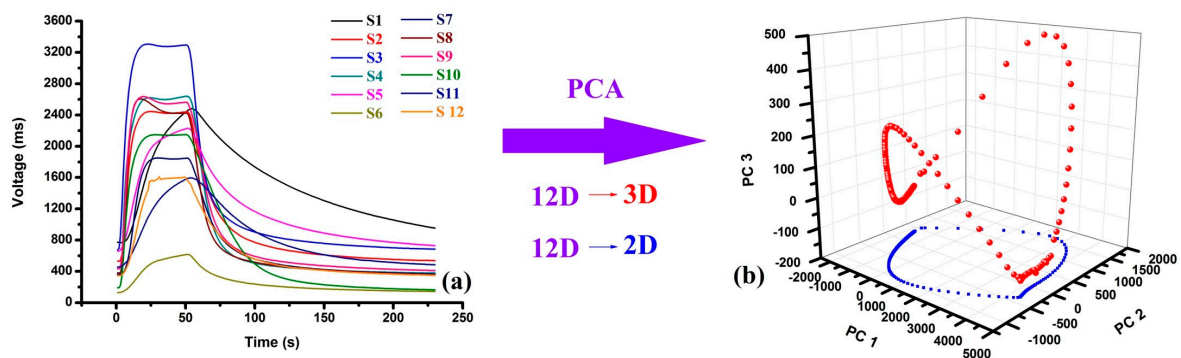 3600
3200
2800
2400
2000
1600
1200
800
400
0
Voltage (ms)
0 50 100 150 200 250
Time (s)
S1 S7
S2 S8
S3 S9
S4 S10
S5 S11
S6 S 12
(a)
PCA
12D → 3D
12D → 2D
(b)
500
400
300
200
100
0
-100
-200
PC 3
-2000
-1000
0
1000
2000
3000
4000
5000
PC 1
2000
1500
1000
500
0
-500
-1000
PC 2